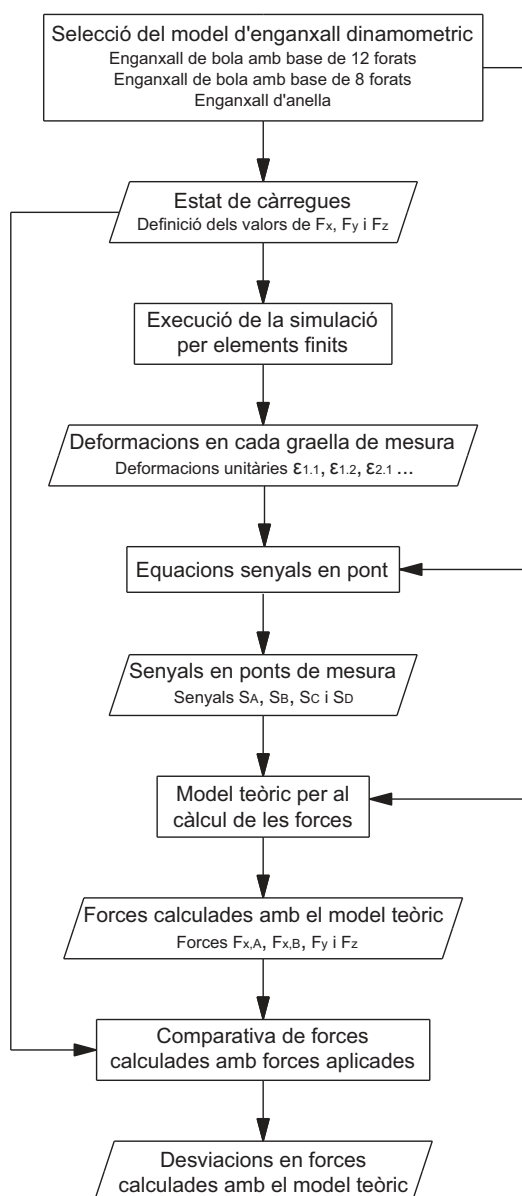 Selecció del model d'enganxall dinamometric
Enganxall de bola amb base de 12 forats
Enganxall de bola amb base de 8 forats
Enganxall d'anella
Estat de càrregues
Definició dels valors de Fx, Fy i Fz
Execució de la simulació
per elements finits
Deformacions en cada graella de mesura
Deformacions unitàries ε1.1, ε1.2, ε2.1 ...
Equacions senyals en pont
Senyals en ponts de mesura
Senyals SA, SB, SC i SD
Model teòric per al
càlcul de les forces
Forces calculades amb el model teòric
Forces Fx,A, Fx,B, Fy i Fz
Comparativa de forces
calculades amb forces aplicades
Desviacions en forces
calculades amb el model teòric